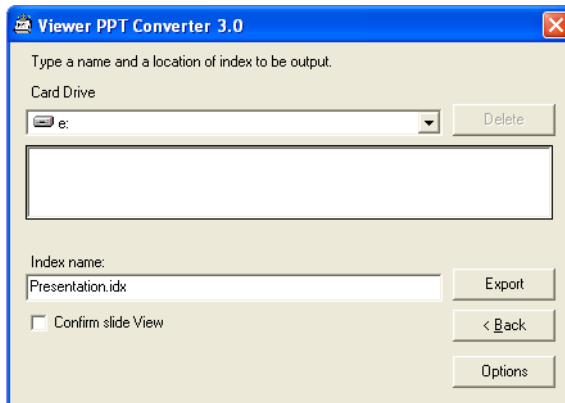 Viewer PPT Converter 3.0
Type a name and a location of index to be output.
Card Drive
e:
Delete
Index name:
Presentation.idx
Export
Confirm slide View
< Back
Options